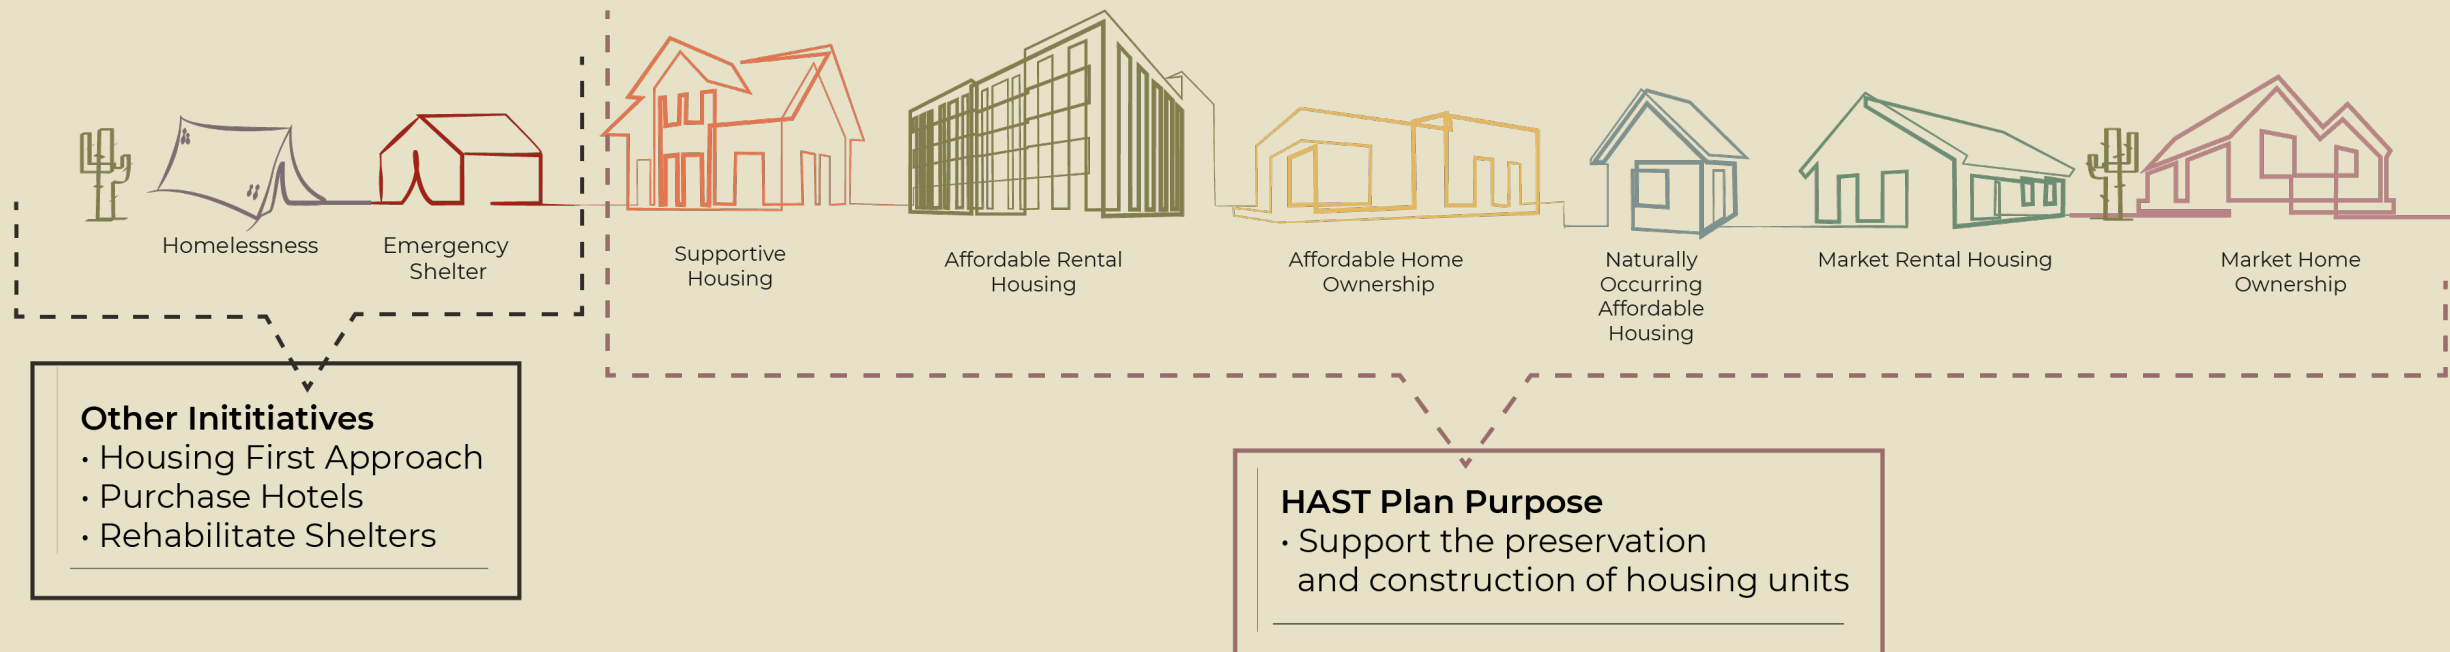 Homelessness
Emergency
Shelter
Supportive
Housing
Affordable Rental
Housing
Affordable Home
Ownership
Naturally
Occurring
Affordable
Housing
Market Rental Housing
Market Home
Ownership
Other Inititiatives
• Housing First Approach
• Purchase Hotels
• Rehabilitate Shelters
HAST Plan Purpose
• Support the preservation
and construction of housing units